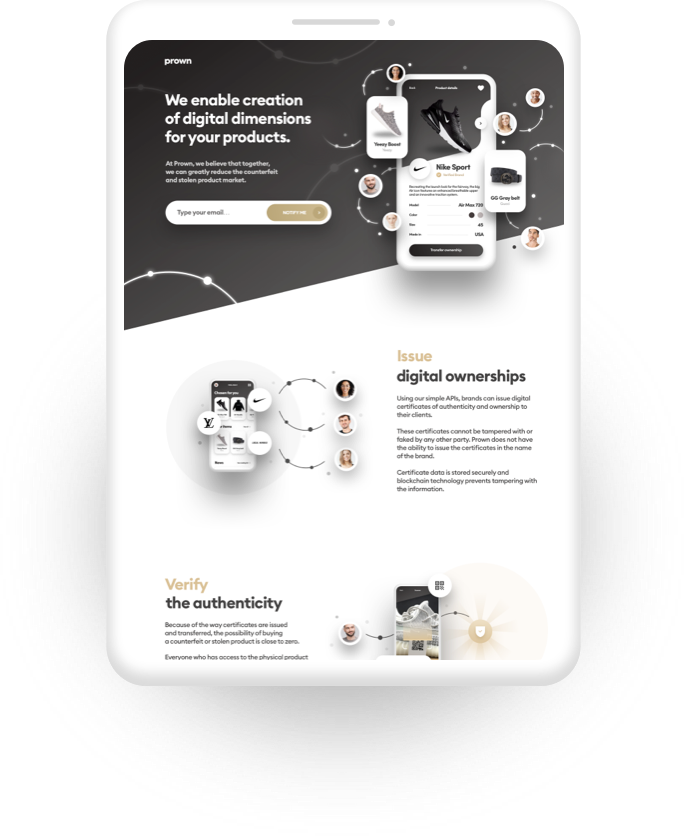 prown
We enable creation
of digital dimensions
for your products.
At Prown, we believe that together,
we can greatly reduce the counterfeit
and stolen product market.
Type your email...
NOTIFY ME
Product details
Yeezy Boost
Nike Sport
GG Gray belt
Model
Air Max 720
Color
Size
45
Made in
USA
Transfer ownership
Issue
digital ownerships
Using our simple APIs, brands can issue digital
certificates of authenticity and ownership to
their clients.
These certificates cannot be tampered with or
faked by any other party. Prown does not have
the ability to issue the certificates in the name
of the brand.
Certificate data is stored securely and
blockchain technology prevents tampering with
the information.
Chosen for you
Verify
the authenticity
Because of the way certificates are issued
and transferred, the possibility of buying
a counterfeit or stolen product is close to zero.
Everyone who has access to the physical product